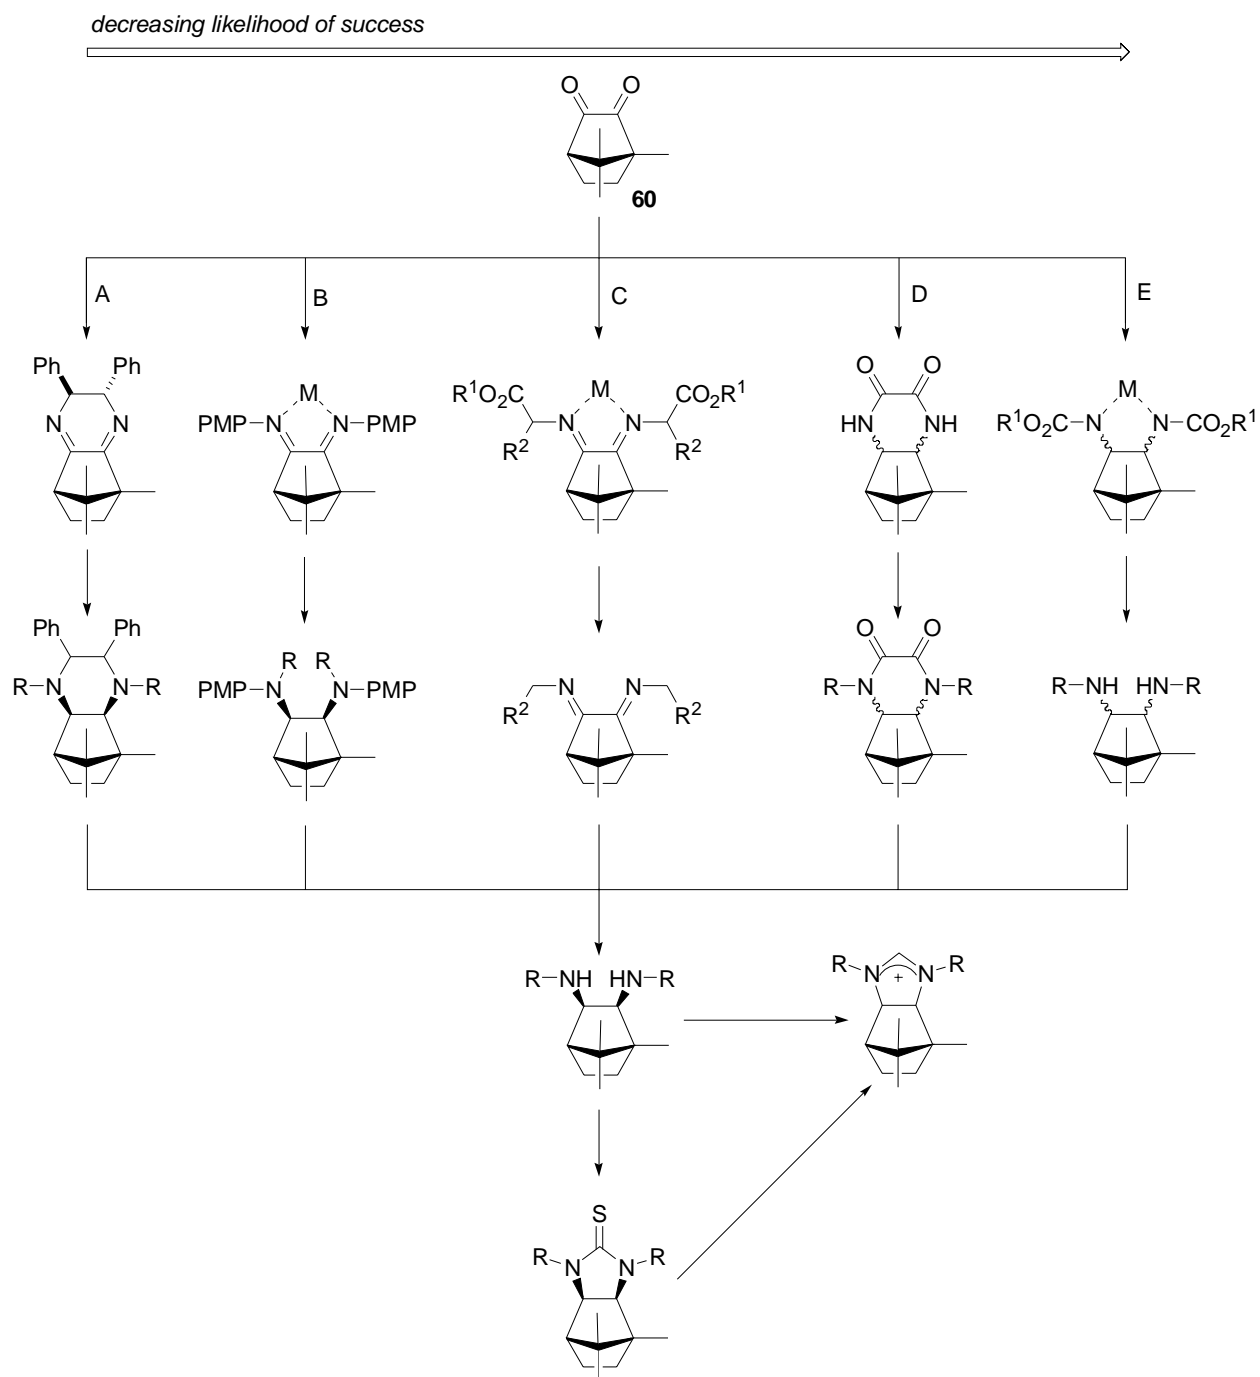 decreasing likelihood of success
O O
60
A B C D E
Ph Ph
N N
M
PMP–N N–PMP
R¹O₂C M CO₂R¹
N N
R² R²
O O
HN NH
M
R¹O₂C–N N–CO₂R¹
Ph Ph
R–N N–R
R R
PMP–N N–PMP
N N
R² R²
O O
R–N N–R
R–NH HN–R
R–NH HN–R
R–N + N–R
S
R–N N–R